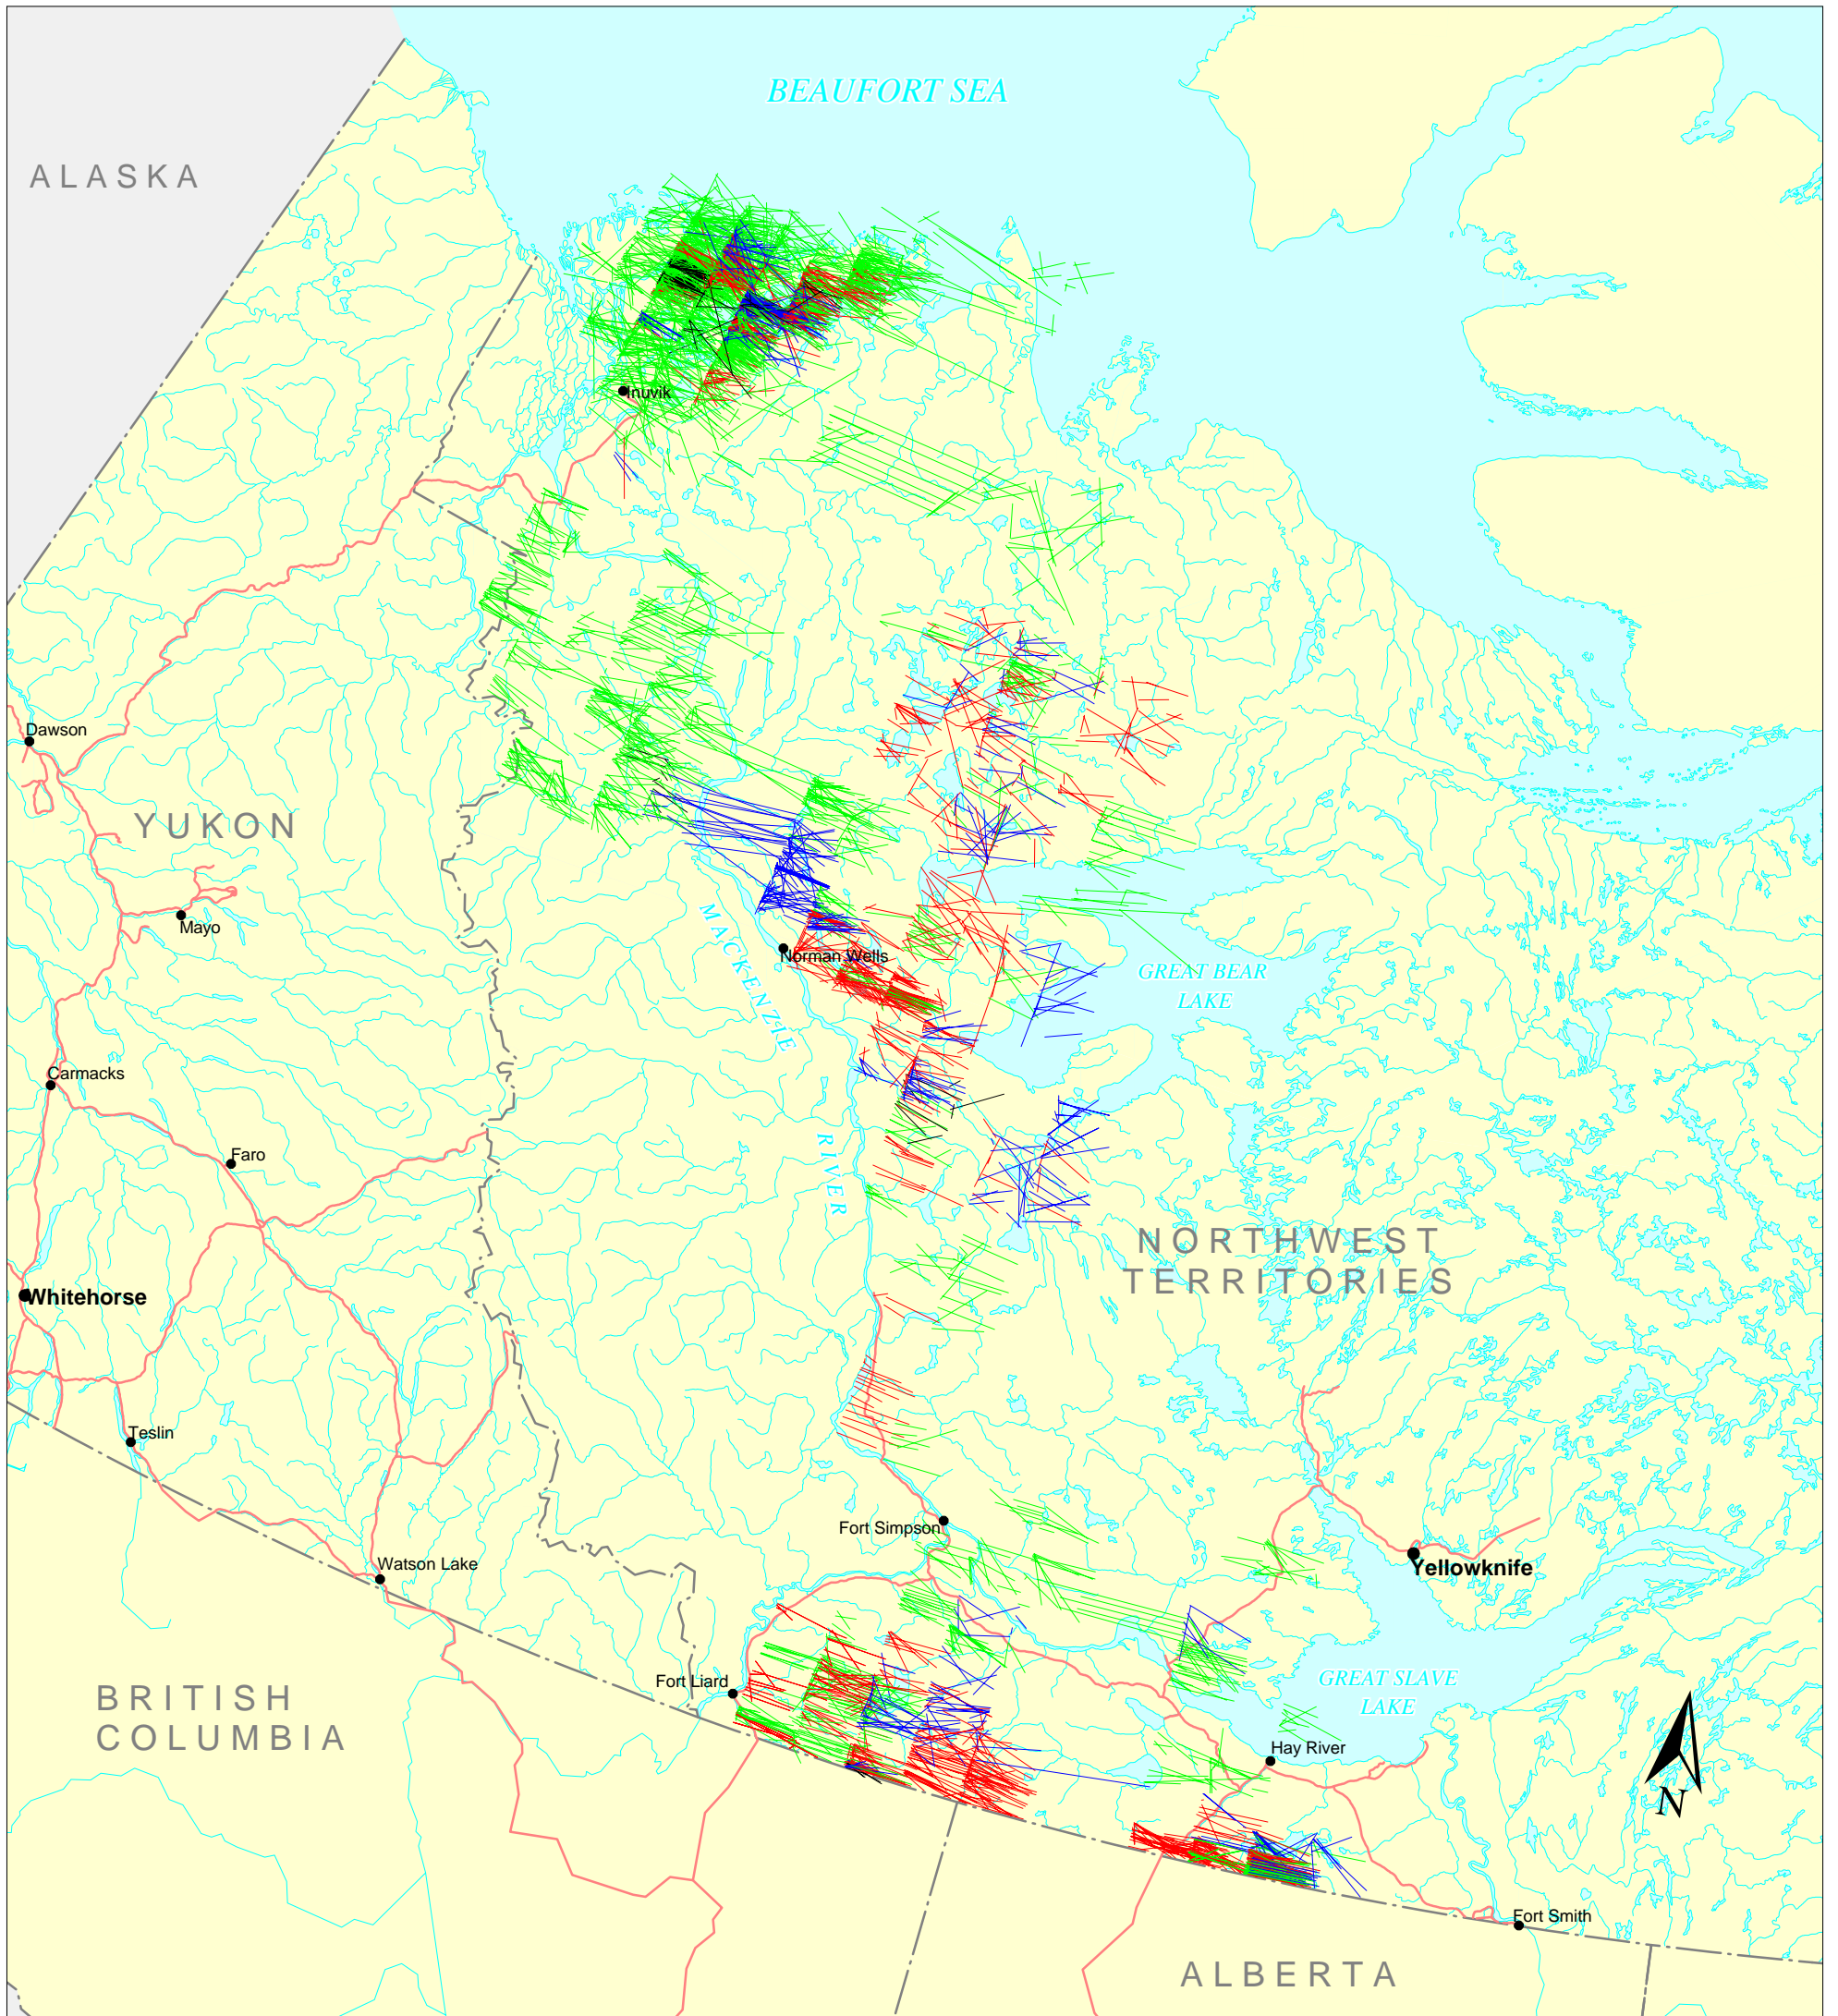 BEAUFORT SEA
ALASKA
Inuvik
Dawson
YUKON
Mayo
MACKENZIE
Norman Wells
GREAT BEAR
LAKE
Carmacks
Faro
RIVER
NORTHWEST
TERRITORIES
Whitehorse
Teslin
Fort Simpson
Watson Lake
Yellowknife
Fort Liard
GREAT SLAVE
LAKE
BRITISH
COLUMBIA
Hay River
N
Fort Smith
ALBERTA